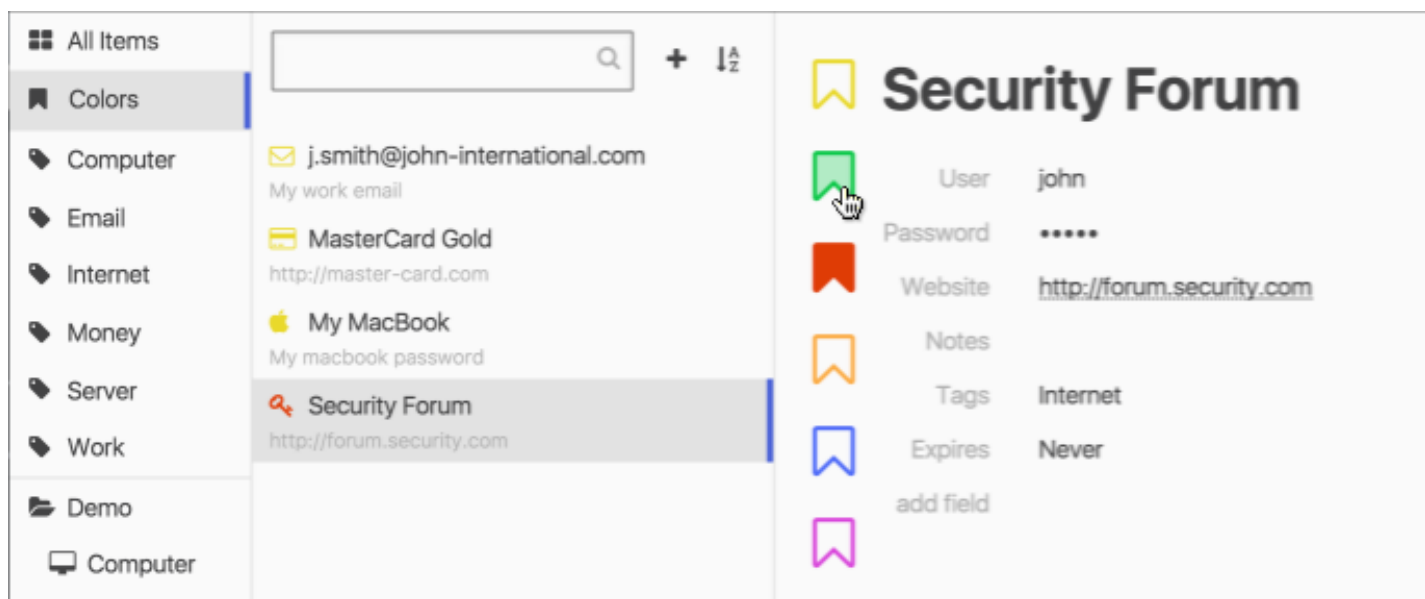 All Items
Colors
Computer
Email
Internet
Money
Server
Work
Demo
Computer
A
Z
j.smith@john-international.com
My work email
MasterCard Gold
http://master-card.com
My MacBook
My macbook password
Security Forum
http://forum.security.com
Security Forum
User john
Password •••••
Website http://forum.security.com
Notes
Tags Internet
Expires Never
add field